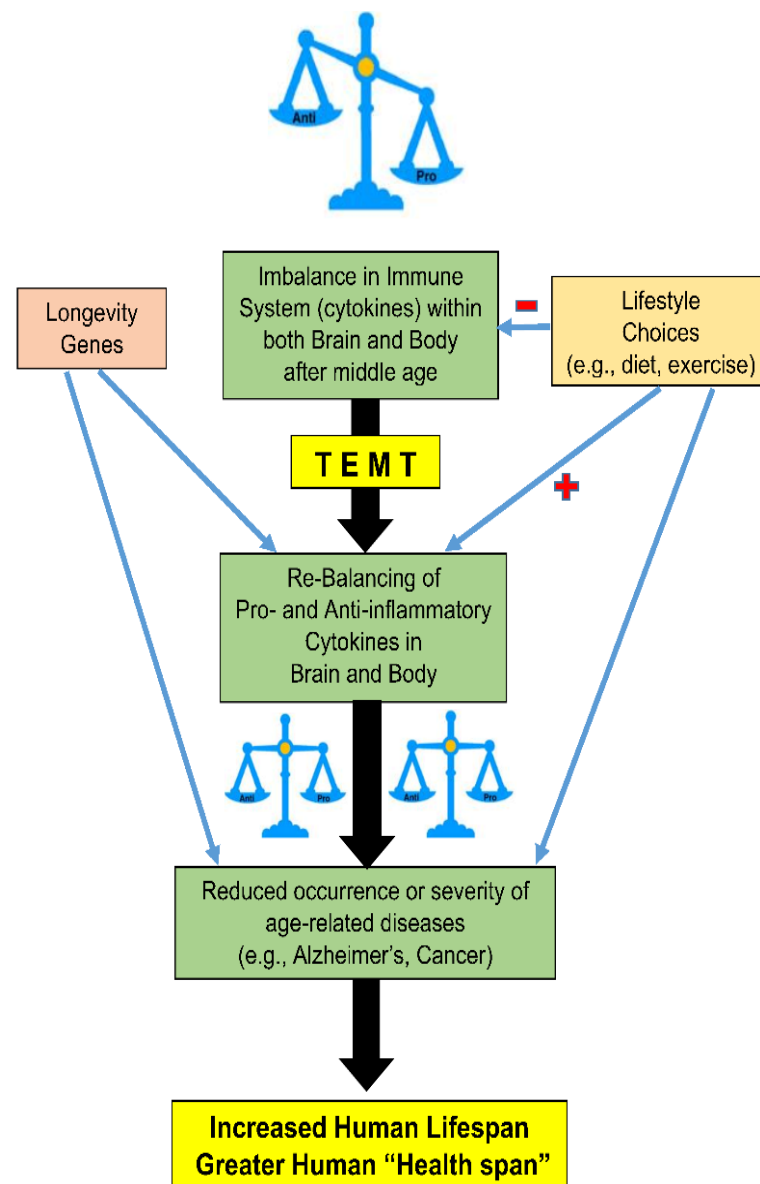 Anti
Pro
Imbalance in Immune
System (cytokines) within
both Brain and Body
after middle age
Longevity
Genes
Lifestyle
Choices
(e.g., diet, exercise)
T E M T
Re-Balancing of
Pro- and Anti-inflammatory
Cytokines in
Brain and Body
Anti
Pro
Anti
Pro
Reduced occurrence or severity of
age-related diseases
(e.g., Alzheimer's, Cancer)
Increased Human Lifespan
Greater Human “Health span”